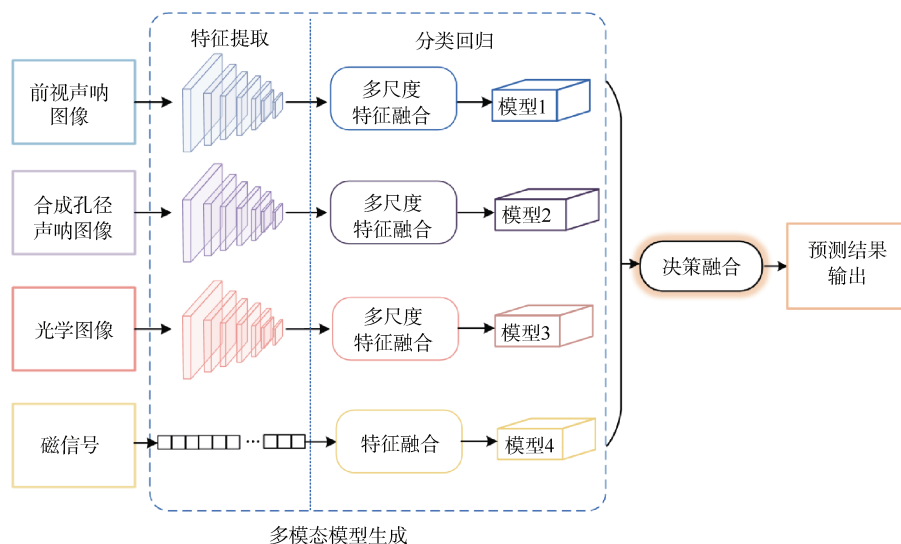 特征提取
分类回归
前视声呐
图像
多尺度
特征融合
模型1
合成孔径
声呐图像
多尺度
特征融合
模型2
决策融合
预测结果
输出
光学图像
多尺度
特征融合
模型3
磁信号
…
特征融合
模型4
多模态模型生成